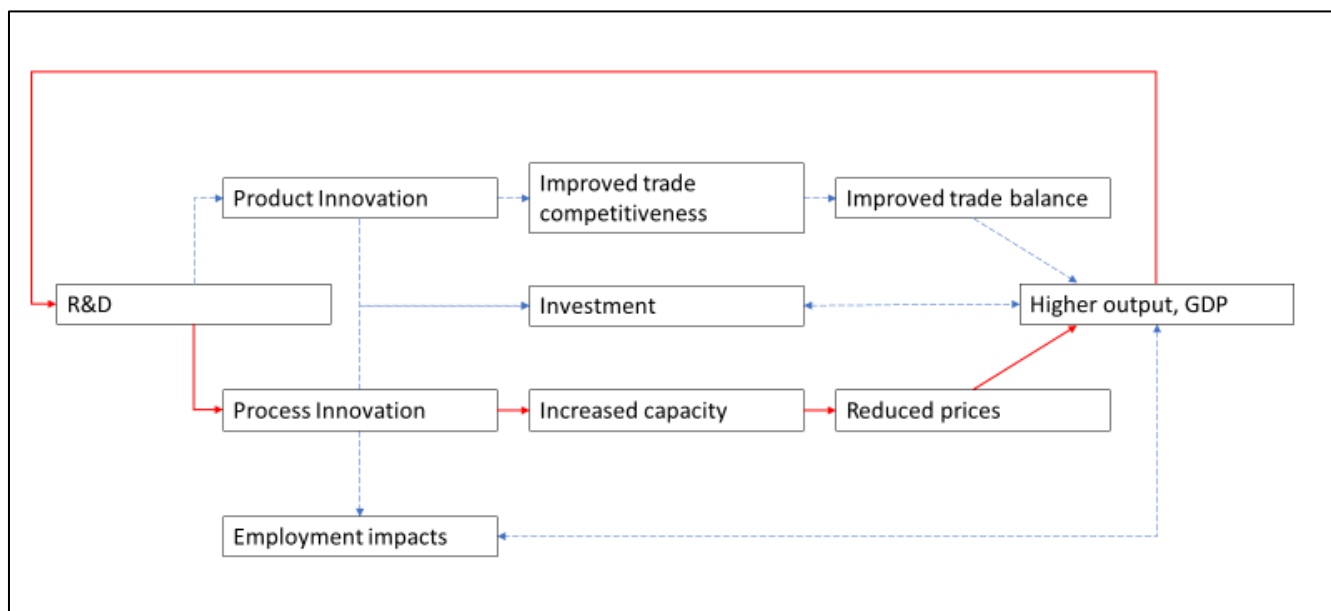 Product Innovation
Improved trade
competitiveness
Improved trade balance
R&D
Investment
Higher output, GDP
Process Innovation
Increased capacity
Reduced prices
Employment impacts